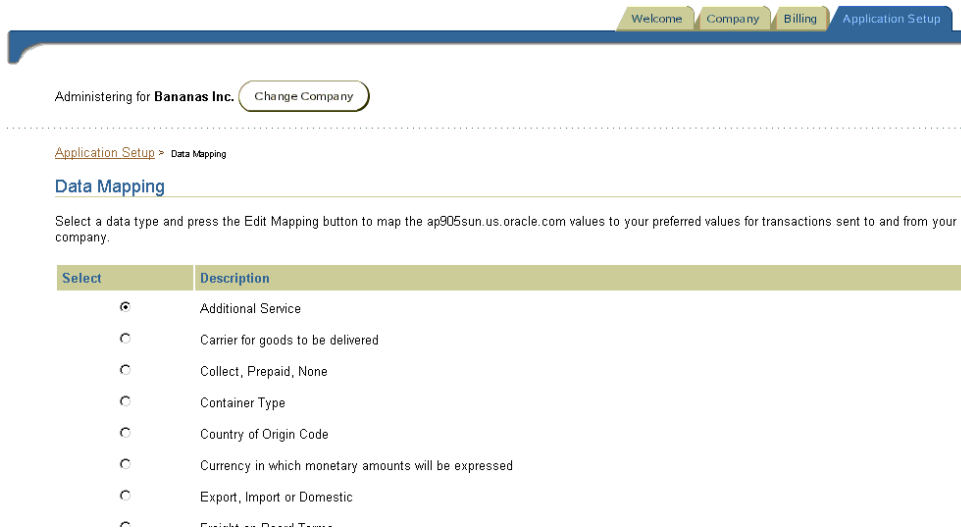 Welcome Company Billing Application Setup
Administering for Bananas Inc. Change Company
Application Setup > Data Mapping
Data Mapping
Select a data type and press the Edit Mapping button to map the ap905sun.us.oracle.com values to your preferred values for transactions sent to and from your
company.
Select Description
Additional Service
Carrier for goods to be delivered
Collect, Prepaid, None
Container Type
Country of Origin Code
Currency in which monetary amounts will be expressed
Export, Import or Domestic
Freight on Board Terms